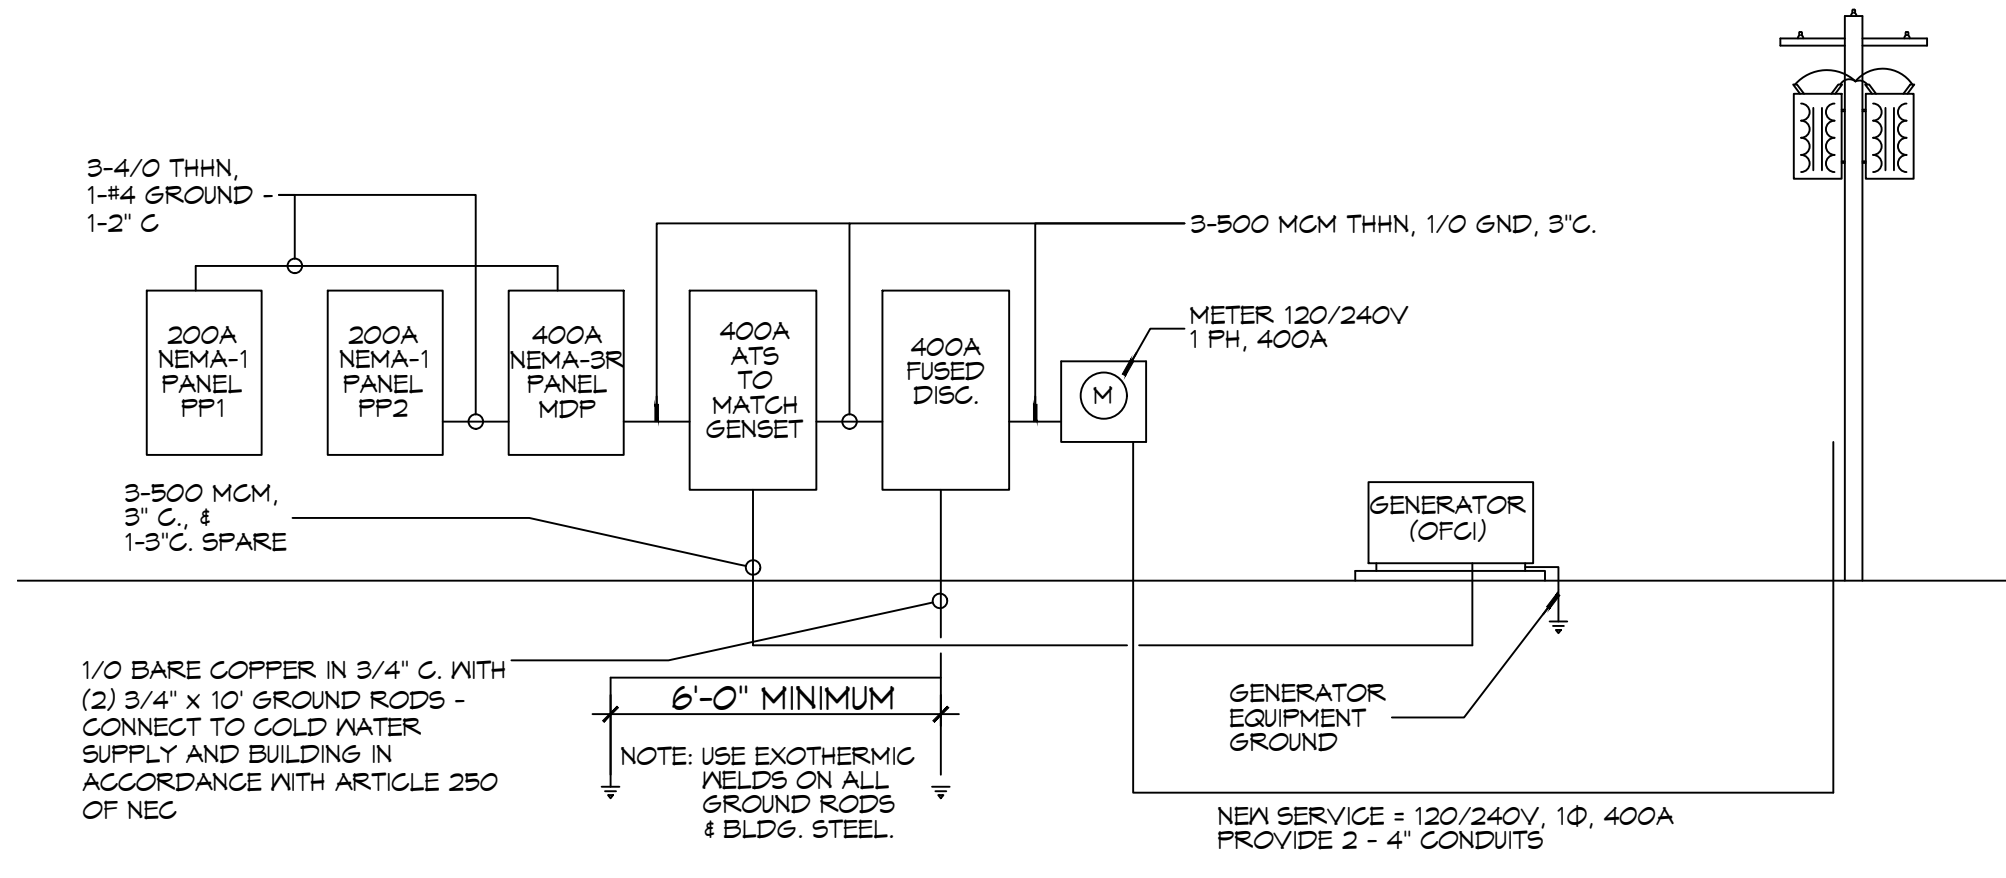 3-4/0 THHN,
1-#4 GROUND -
1-2" C
3-500 MCM THHN, 1/0 GND, 3"C.
METER 120/240V
1 PH, 400A
200A
NEMA-1
PANEL
PP1
200A
NEMA-1
PANEL
PP2
400A
NEMA-3R
PANEL
MDP
400A
ATS
TO
MATCH
GENSET
400A
FUSED
DISC.
M
3-500 MCM,
3" C., &
1-3"C. SPARE
GENERATOR
(OFCI)
1/0 BARE COPPER IN 3/4" C. WITH
(2) 3/4" X 10' GROUND RODS -
CONNECT TO COLD WATER
SUPPLY AND BUILDING IN
ACCORDANCE WITH ARTICLE 250
OF NEC
6'-0" MINIMUM
NOTE: USE EXOTHERMIC
WELDS ON ALL
GROUND RODS
& BLDG. STEEL.
GENERATOR
EQUIPMENT
GROUND
NEW SERVICE = 120/240V, 1Φ, 400A
PROVIDE 2 - 4" CONDUITS